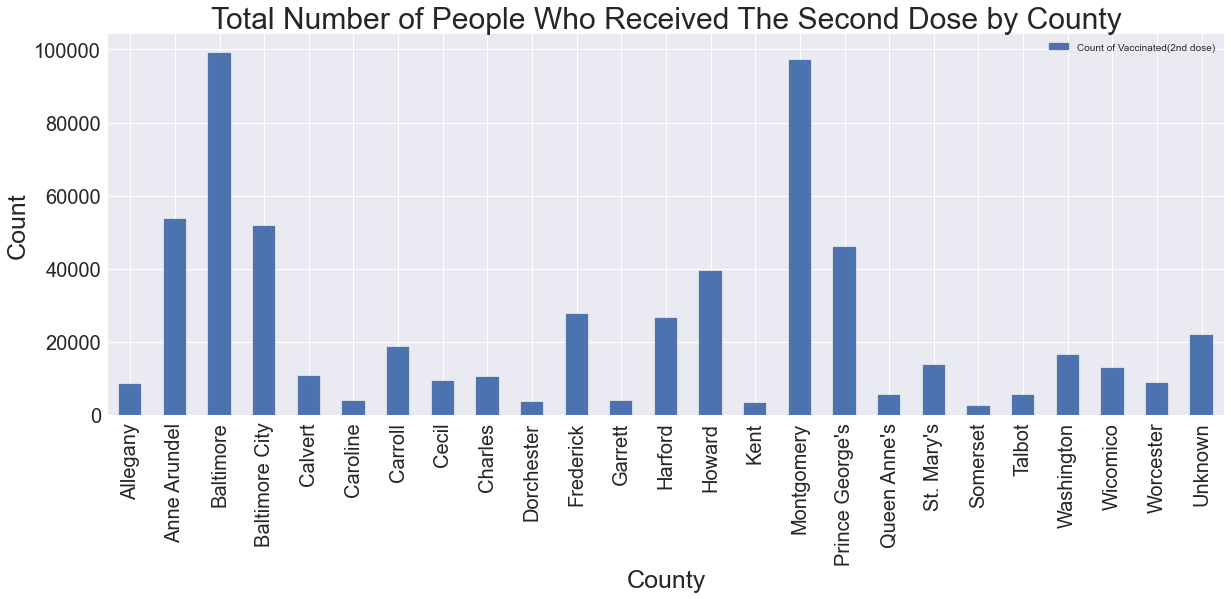 Total Number of People Who Received The Second Dose by County
Count of Vaccinated(2nd dose)
100000
80000
60000
40000
20000
0
Count
Allegany
Anne Arundel
Baltimore
Baltimore City
Calvert
Caroline
Carroll
Cecil
Charles
Dorchester
Frederick
Garrett
Harford
Howard
Kent
Montgomery
Prince George's
Queen Anne's
St. Mary's
Somerset
Talbot
Washington
Wicomico
Worcester
Unknown
County